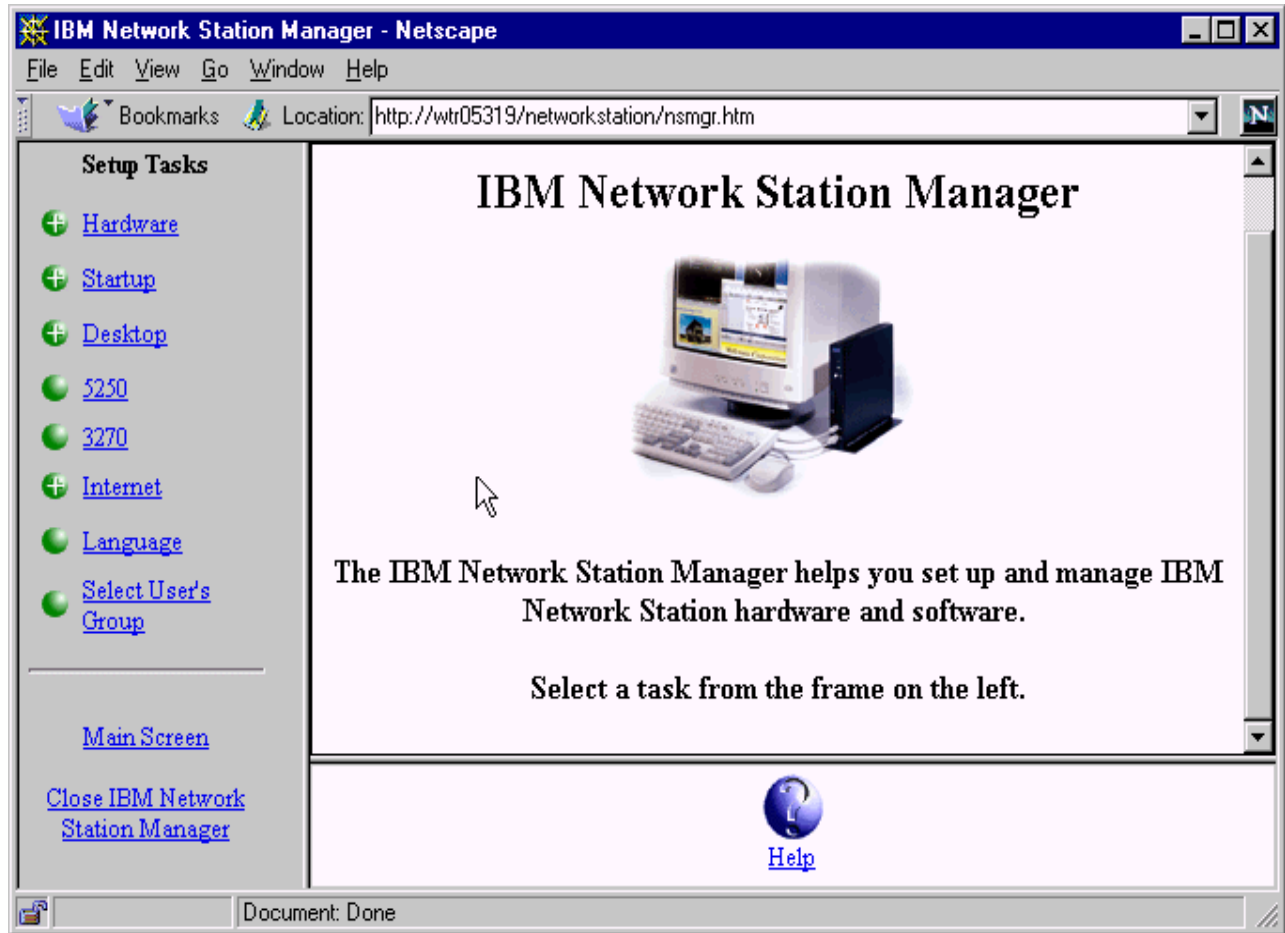 IBM Network Station Manager - Netscape
File Edit View Go Window Help
Bookmarks Location: http://wtr05319/networkstation/nsmgr.htm
N
Setup Tasks
Hardware
Startup
Desktop
5250
3270
Internet
Language
Select User's
Group
Main Screen
Close IBM Network
Station Manager
IBM Network Station Manager
The IBM Network Station Manager helps you set up and manage IBM
Network Station hardware and software.
Select a task from the frame on the left.
?
Help
Document: Done